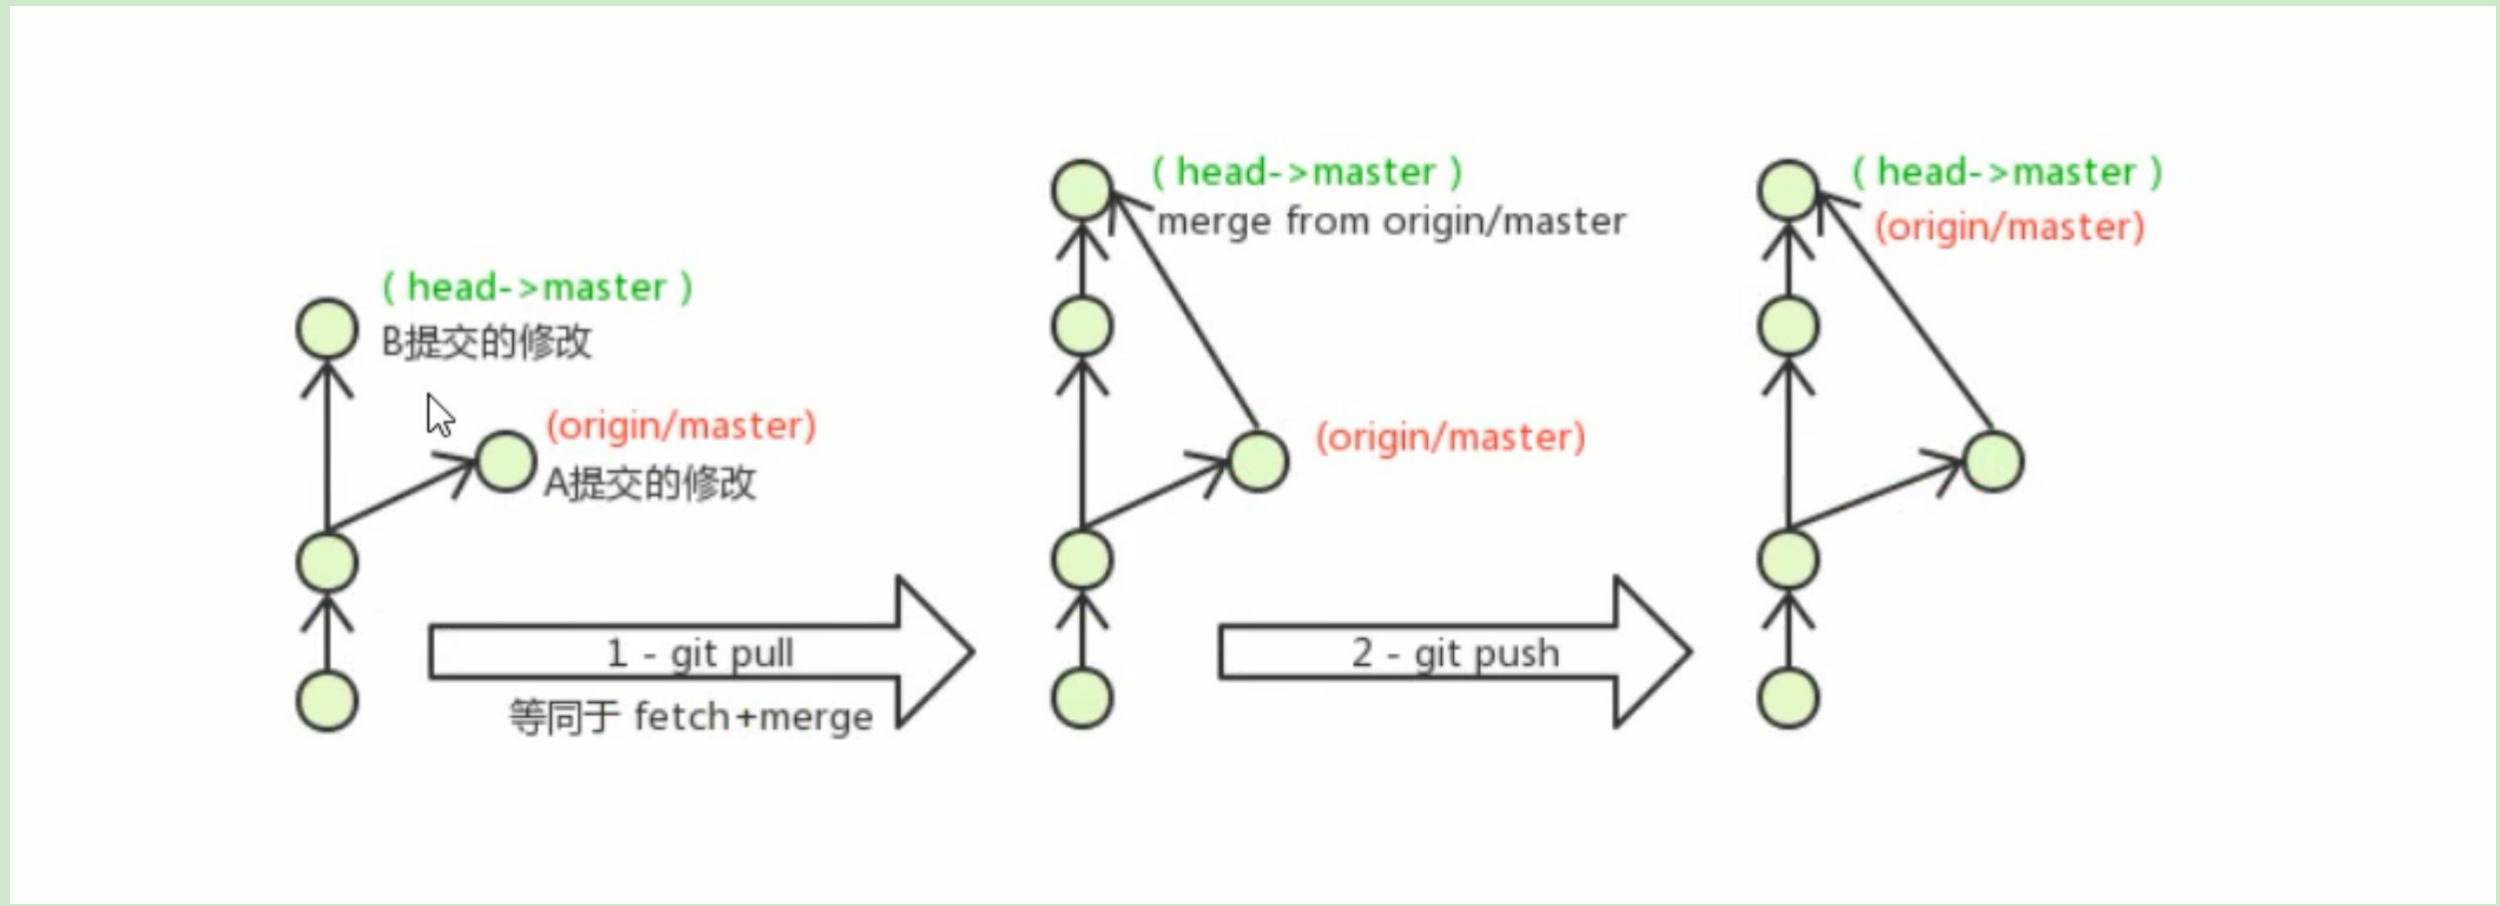 ( head->master )
B提交的修改
(origin/master)
A提交的修改
1 - git pull
等同于 fetch+merge
( head->master )
merge from origin/master
(origin/master)
2 - git push
( head->master )
(origin/master)